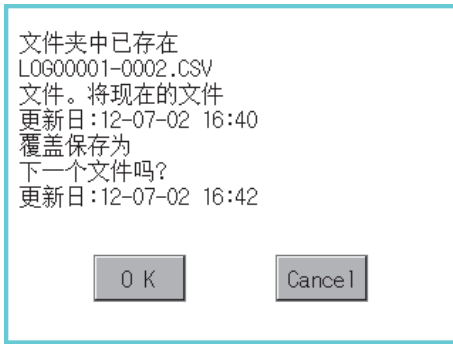 文件夹中已存在
LOG00001-0002.CSV
文件。将现在的文件
更新日:12-07-02 16:40
覆盖保存为
下一个文件吗?
更新日:12-07-02 16:42
OK Cancel